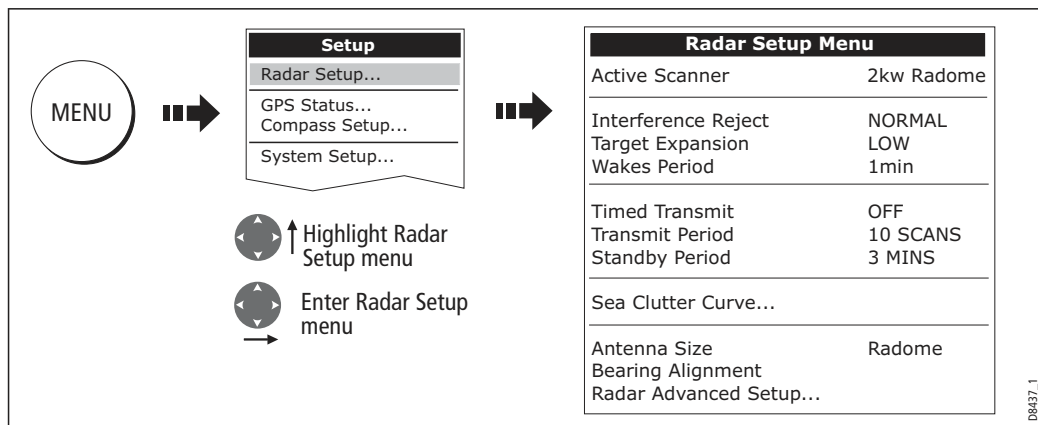 MENU
Setup
Radar Setup...
GPS Status...
Compass Setup...
System Setup...
Highlight Radar
Setup menu
Enter Radar Setup
menu
Radar Setup Menu
Active Scanner 2kw Radome
Interference Reject NORMAL
Target Expansion LOW
Wakes Period 1min
Timed Transmit OFF
Transmit Period 10 SCANS
Standby Period 3 MINS
Sea Clutter Curve...
Antenna Size Radome
Bearing Alignment
Radar Advanced Setup...
D8437_1